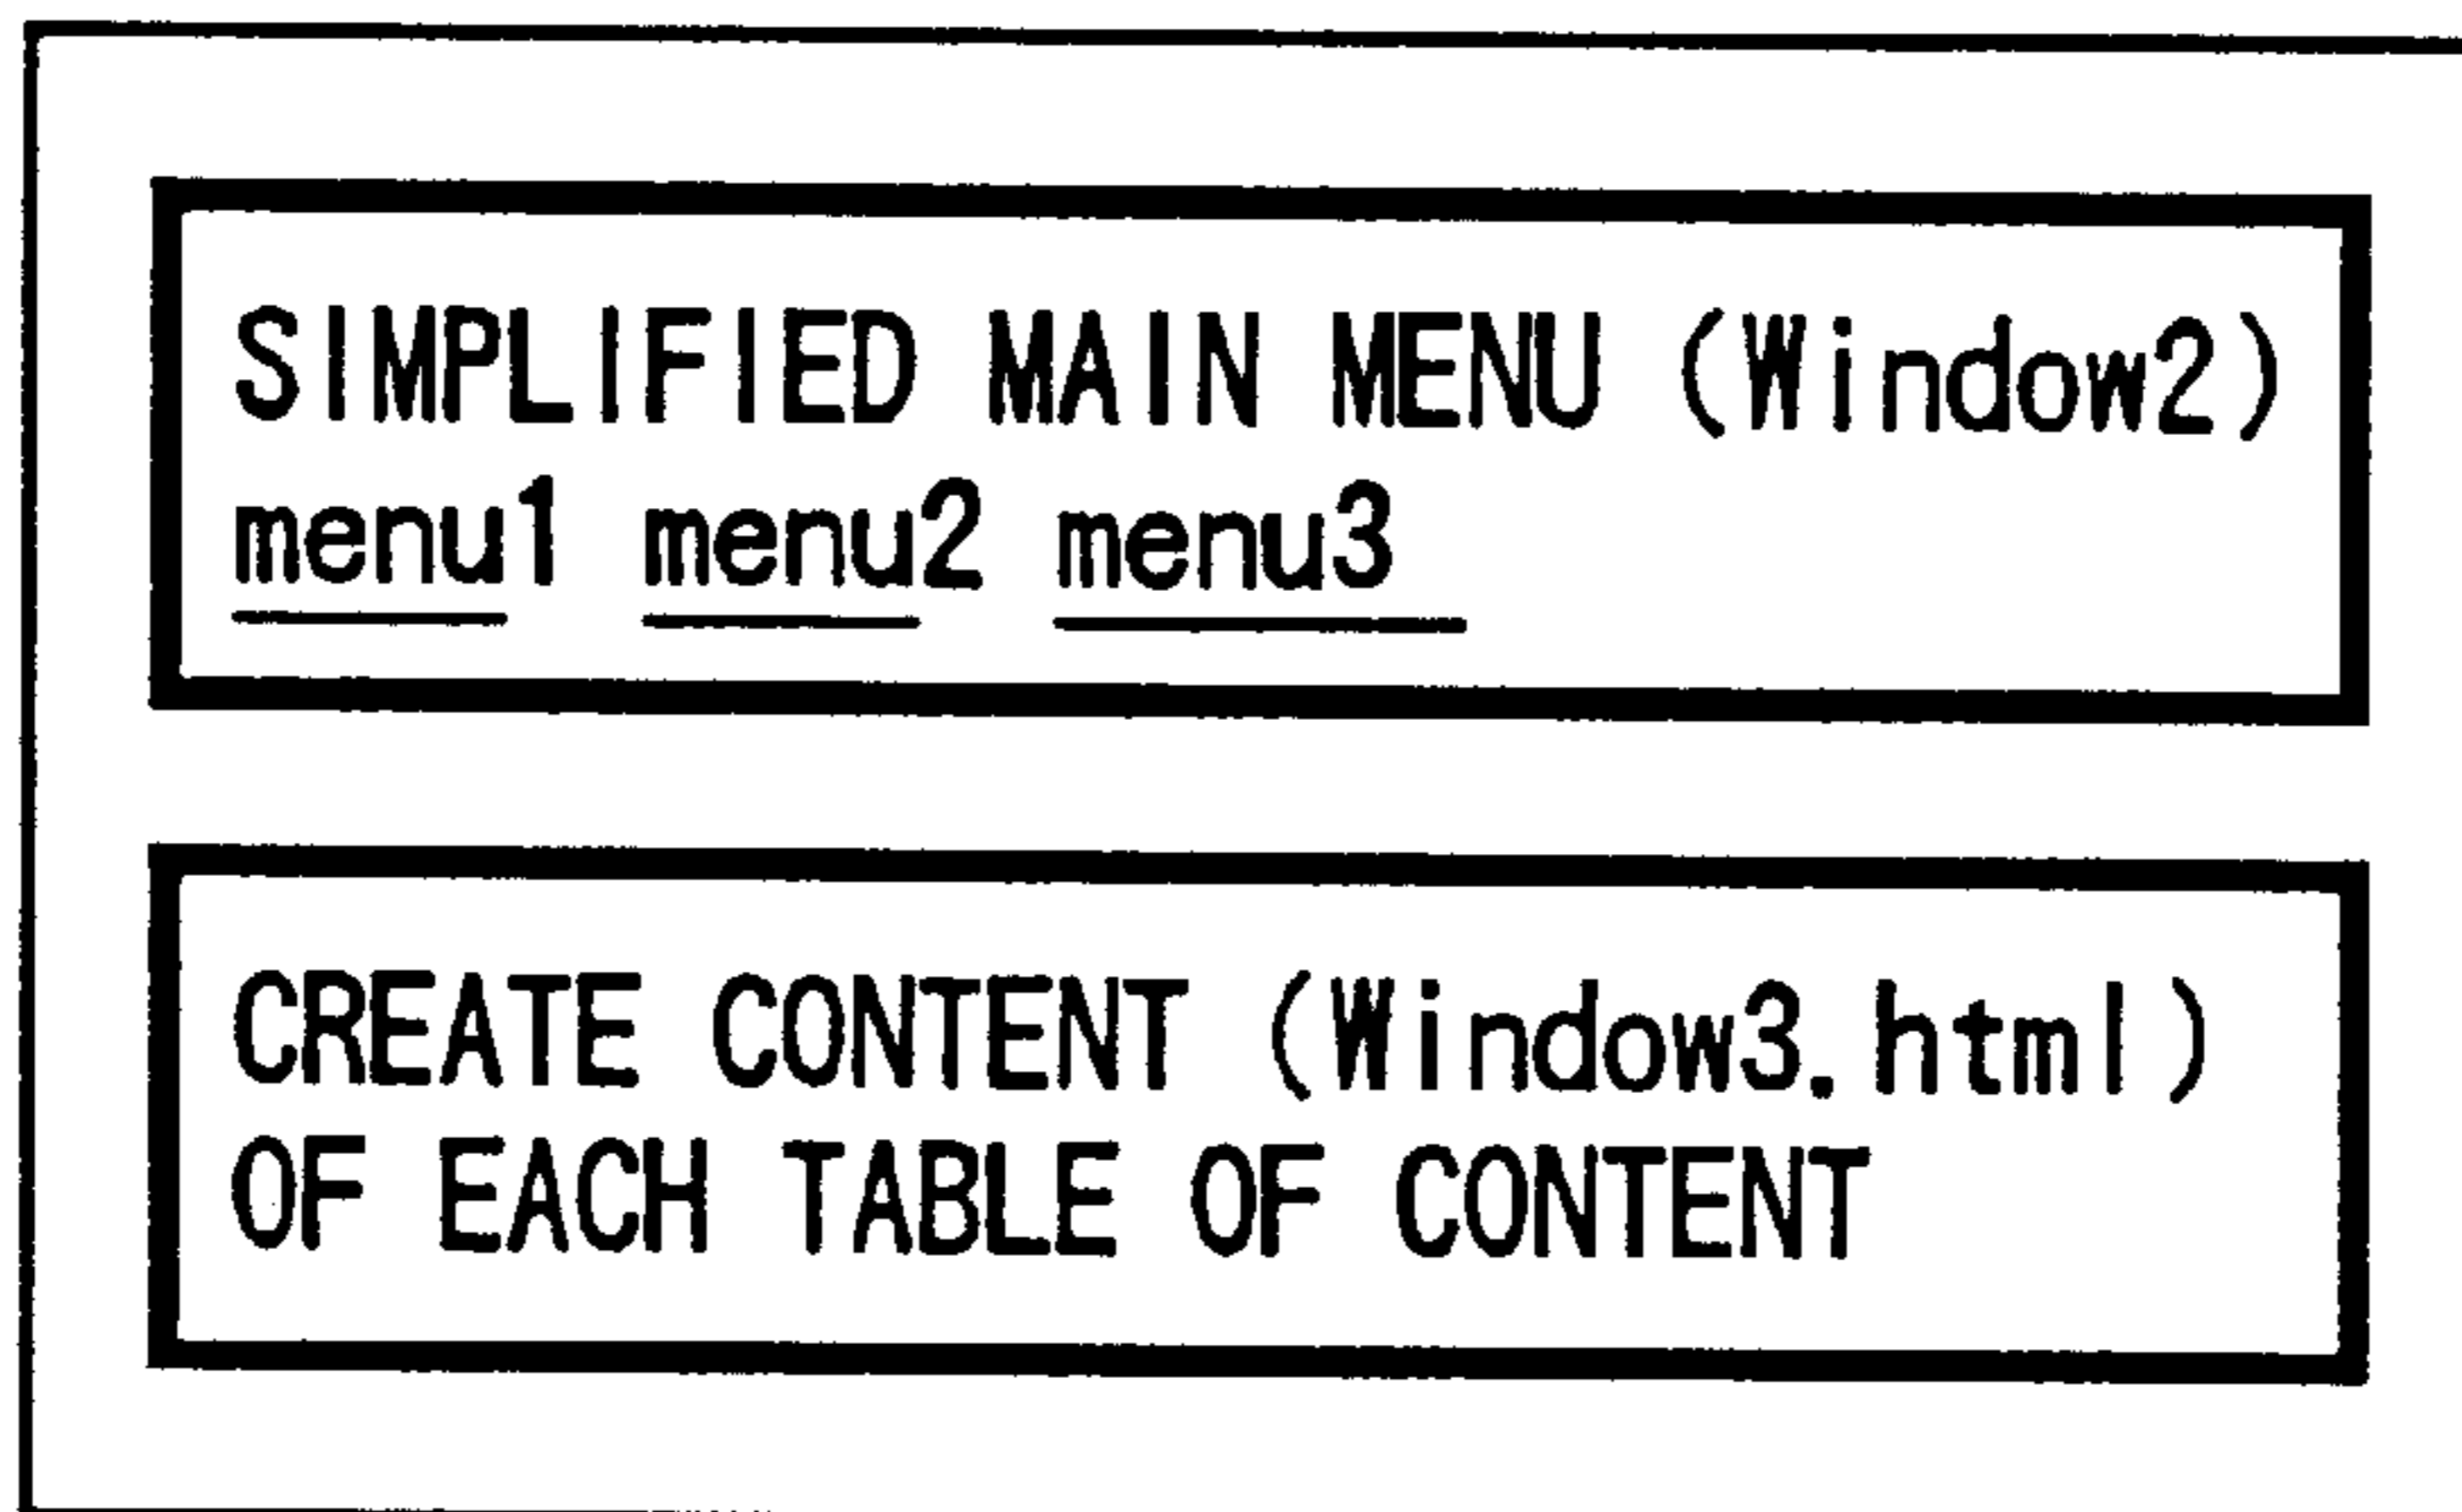 SIMPLIFIED MAIN MENU (Window2)
menu1 menu2 menu3
CREATE CONTENT (Window3.html)
OF EACH TABLE OF CONTENT